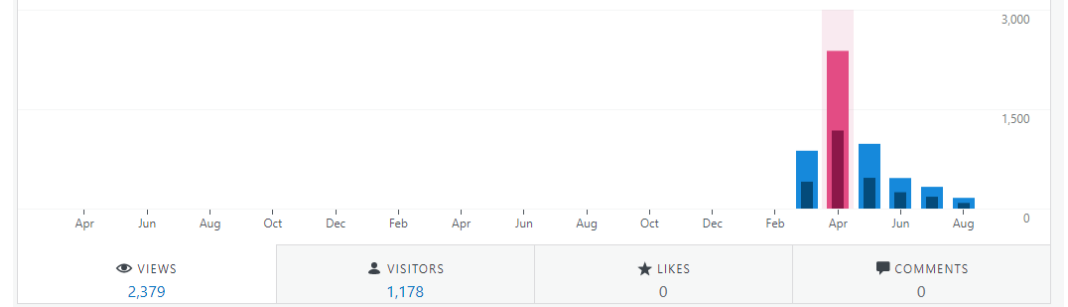 3,000
1,500
0
Apr Jun Aug Oct Dec Feb Apr Jun Aug Oct Dec Feb Apr Jun Aug
VIEWS VISITORS LIKES COMMENTS
2,379 1,178 0 0